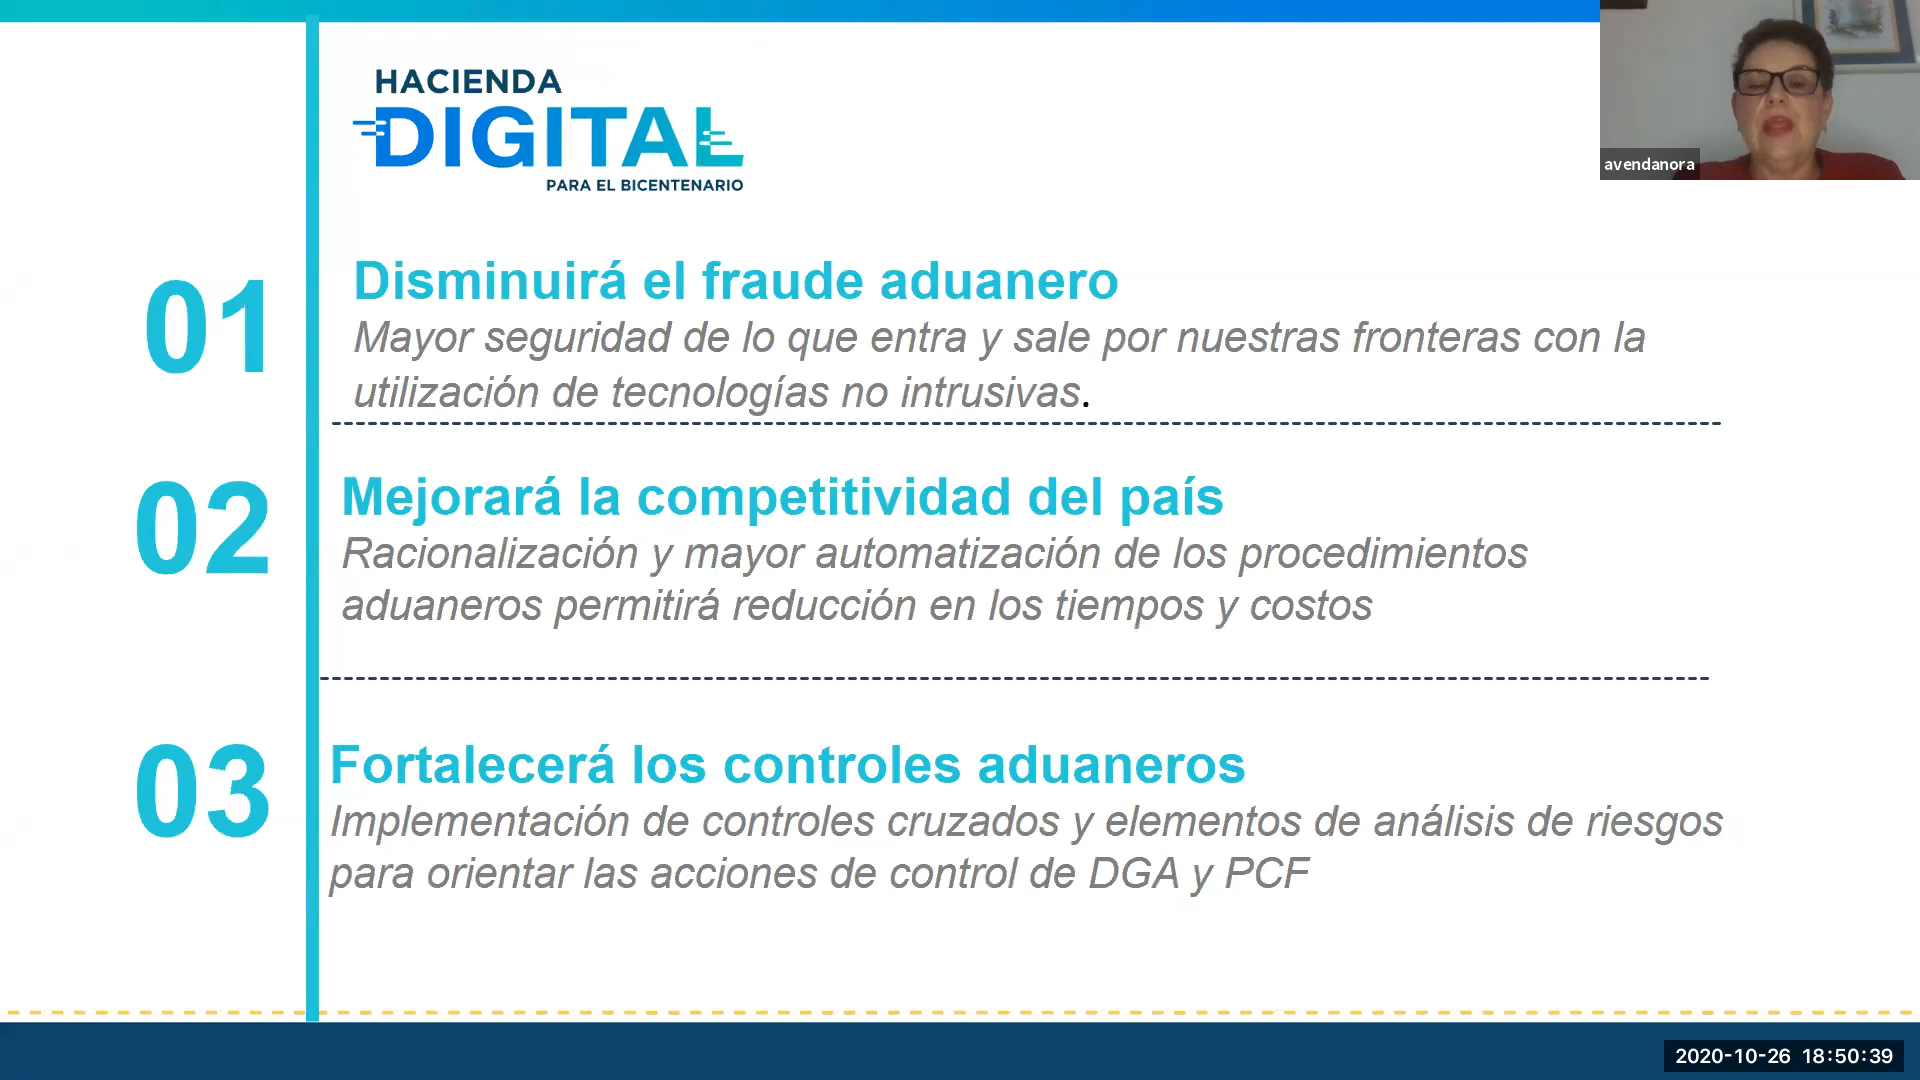 HACIENDA
DIGITAL
PARA EL BICENTENARIO
avendanora
01
Disminuirá el fraude aduanero
Mayor seguridad de lo que entra y sale por nuestras fronteras con la
utilización de tecnologías no intrusivas.
02
Mejorará la competitividad del país
Racionalización y mayor automatización de los procedimientos
aduaneros permitirá reducción en los tiempos y costos
03
Fortalecerá los controles aduaneros
Implementación de controles cruzados y elementos de análisis de riesgos
para orientar las acciones de control de DGA y PCF
2020-10-26 18:50:39